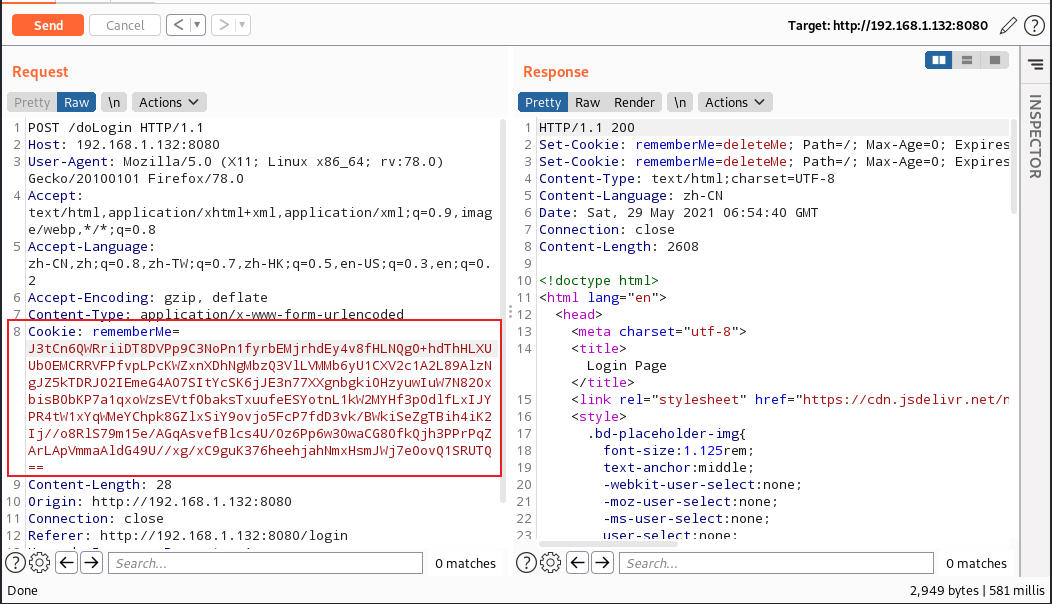 Send
Cancel
<
>
Target: http://192.168.1.132:8080
?
Request
Pretty
Raw
\n
Actions
1 POST /doLogin HTTP/1.1
2 Host: 192.168.1.132:8080
3 User-Agent: Mozilla/5.0 (X11; Linux x86_64; rv:78.0)
Gecko/20100101 Firefox/78.0
4 Accept:
text/html,application/xhtml+xml,application/xml;q=0.9,imag
e/webp,*/*;q=0.8
5 Accept-Language:
zh-CN,zh;q=0.8,zh-TW;q=0.7,zh-HK;q=0.5,en-US;q=0.3,en;q=0.
2
6 Accept-Encoding: gzip, deflate
7 Content-Type: application/x-www-form-urlencoded
8 Cookie: rememberMe=
J3tCn6QWRriiDT8DVPp9C3NoPn1fyrbEMjrhdEy4v8fHLNQgO+hdThHLXU
UbOEMCRRVFPfvpLPcKWZxnXDhNgMbzQ3VlLVMMb6yU1CXV2c1A2L89AlzN
gJZ5kTDRJ02IEmeG4AO7SItYcSK6jJE3n77XXgnbgkiOHzyuwIuW7N82Ox
bisBObKP7a1qxoWzsEVtfObaksTxuufeESYotnL1kW2MYHf3pOdlfLxIJY
PR4tW1xYqWMeYChpk8GZlxSiY9ovjo5FcP7fdD3vk/BWkiSeZgTBih4iK2
Ij//o8RlS79m15e/AGqAsvefBlcs4U/Oz6Pp6w3OwaCG8OfkQjh3PPrPqZ
ArLApVmmaAldG49U//xg/xC9guK376heehjahNmxHsmJWj7e0ovQ1SRUTQ
==
9 Content-Length: 28
10 Origin: http://192.168.1.132:8080
11 Connection: close
12 Referer: http://192.168.1.132:8080/login
?
Search...
0 matches
Response
Pretty
Raw
Render
\n
Actions
1 HTTP/1.1 200
2 Set-Cookie: rememberMe=deleteMe; Path=/; Max-Age=0; Expires
3 Set-Cookie: rememberMe=deleteMe; Path=/; Max-Age=0; Expires
4 Content-Type: text/html;charset=UTF-8
5 Content-Language: zh-CN
6 Date: Sat, 29 May 2021 06:54:40 GMT
7 Connection: close
8 Content-Length: 2608
9
10 <!doctype html>
11 <html lang="en">
12 <head>
13 <meta charset="utf-8">
14 <title>
Login Page
</title>
15 <link rel="stylesheet" href="https://cdn.jsdelivr.net/n
16 <style>
17 .bd-placeholder-img{
18 font-size:1.125rem;
19 text-anchor:middle;
20 -webkit-user-select:none;
21 -moz-user-select:none;
22 -ms-user-select:none;
23 user-select:none;
?
Search...
0 matches
INSPECTOR
Done
2,949 bytes | 581 millis